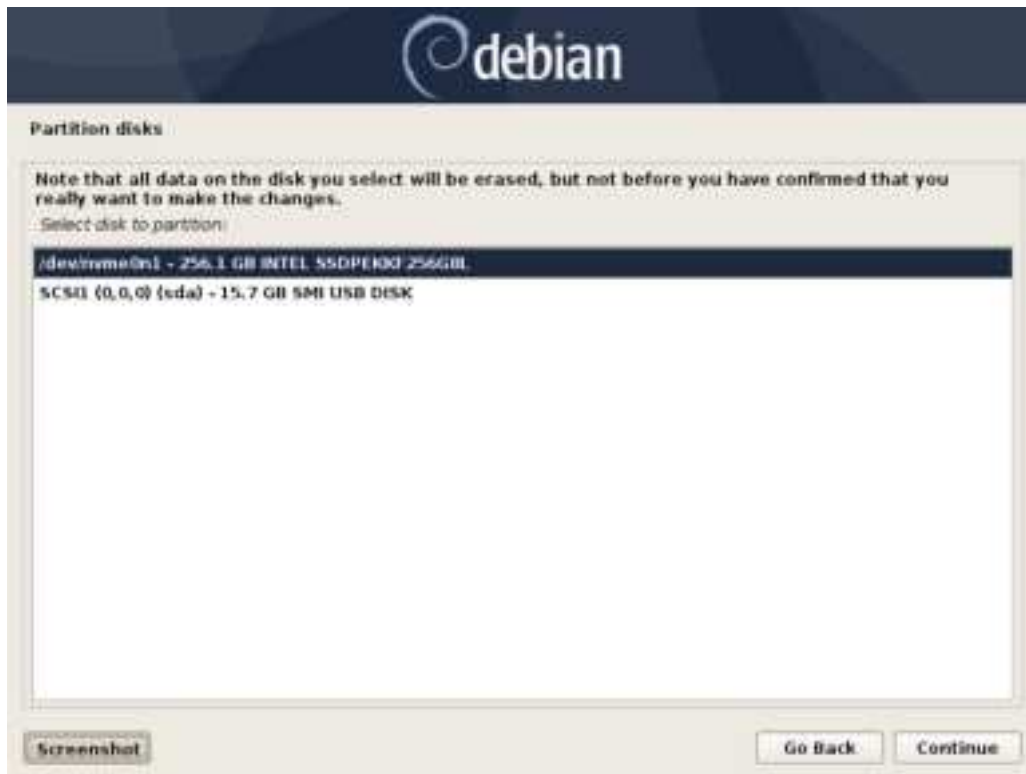 debian
Partition disks
Note that all data on the disk you select will be erased, but not before you have confirmed that you
really want to make the changes.
Select disk to partition:
/dev/nvme0n1 - 256.1 GB INTEL SSDPEKKF256G8L
SCSI1 (0,0,0) (sda) - 15.7 GB SMI USB DISK
Screenshot
Go Back
Continue